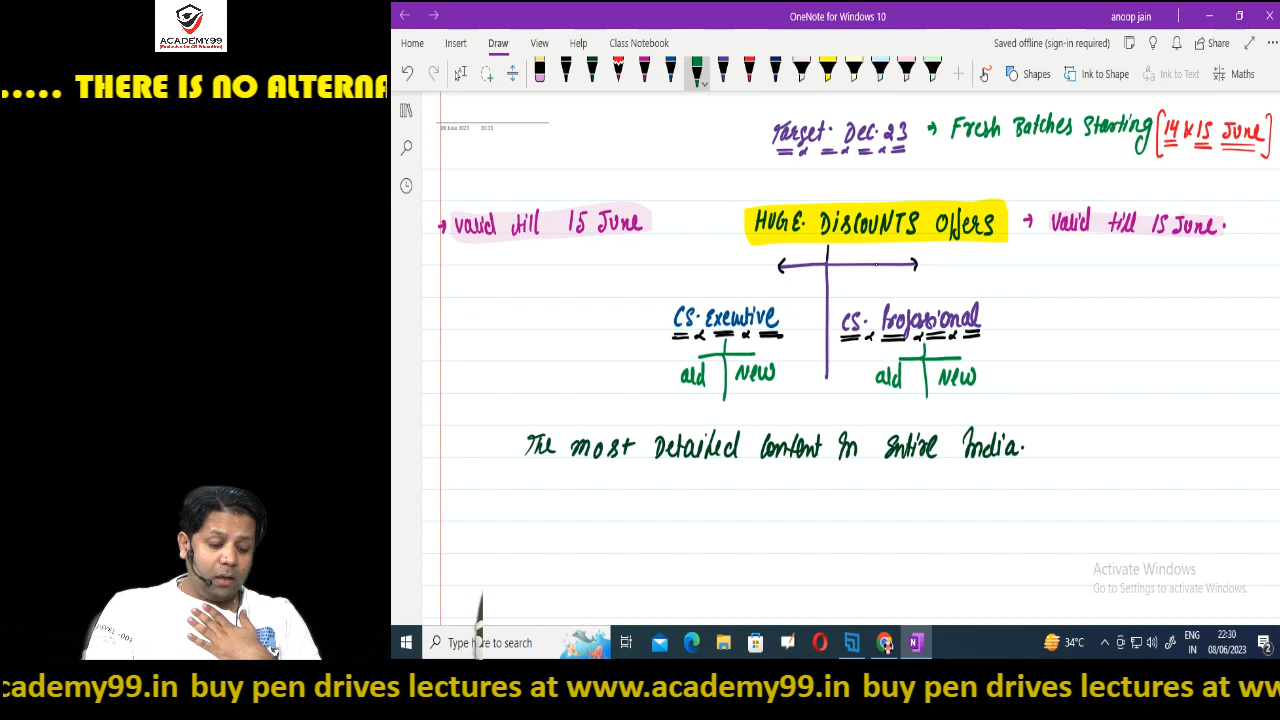 ACADEMY99
..... THERE IS NO ALTERNA
OneNote for Windows 10
anoop jain
Home Insert Draw View Help Class Notebook
Saved offline (sign-in required)
Share
Shapes Ink to Shape Ink to Text Maths
08 June 2023
Target. Dec. 23 → Fresh Batches Starting [14 & 15 June]
→ Valid till 15 June
HUGE. DISCOUNTS Offers → Valid till 15 June.
CS. Executive
CS. Professional
old New
old New
The most Detailed Content In Entire India.
Activate Windows
Go to Settings to activate Windows.
Type here to search
34°C
ENG
IN
22:30
08/06/2023
2
cademy99.in buy pen drives lectures at www.academy99.in buy pen drives lectures at ww